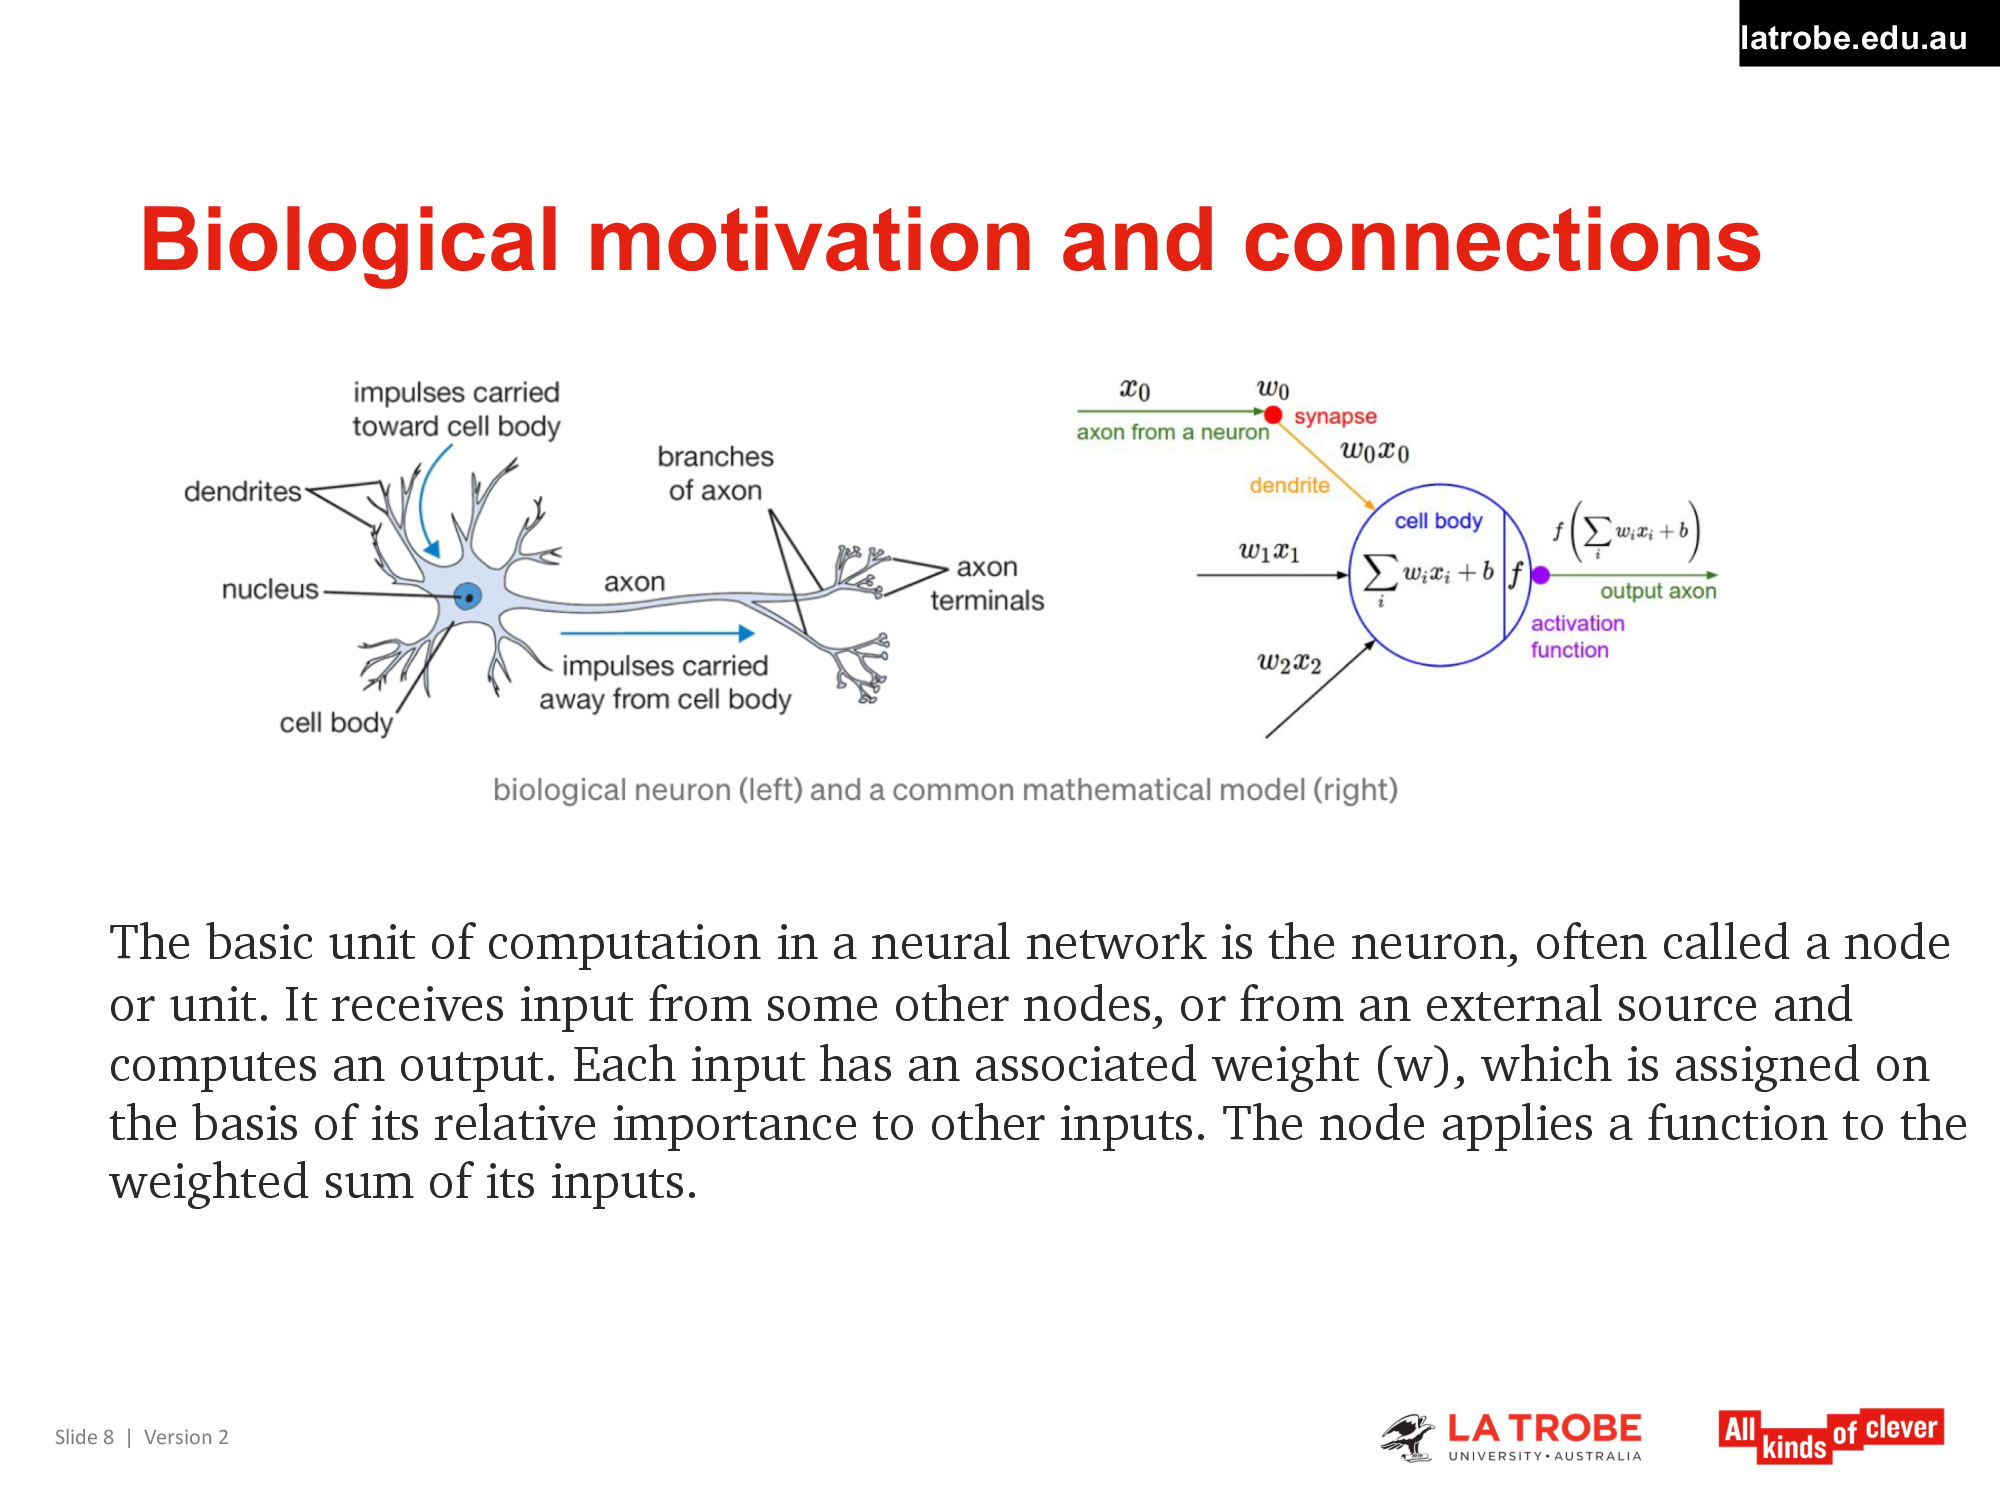 latrobe.edu.au
Biological motivation and connections
impulses carried
toward cell body
dendrites
nucleus
cell body
branches
of axon
axon
axon
terminals
impulses carried
away from cell body
x0
w0
synapse
axon from a neuron
w0x0
dendrite
cell body
w1x1
∑i wixi + b
f
f(∑i wixi + b)
output axon
activation
function
w2x2
biological neuron (left) and a common mathematical model (right)
The basic unit of computation in a neural network is the neuron, often called a node
or unit. It receives input from some other nodes, or from an external source and
computes an output. Each input has an associated weight (w), which is assigned on
the basis of its relative importance to other inputs. The node applies a function to the
weighted sum of its inputs.
Slide 8 | Version 2
LA TROBE
UNIVERSITY • AUSTRALIA
All kinds of clever